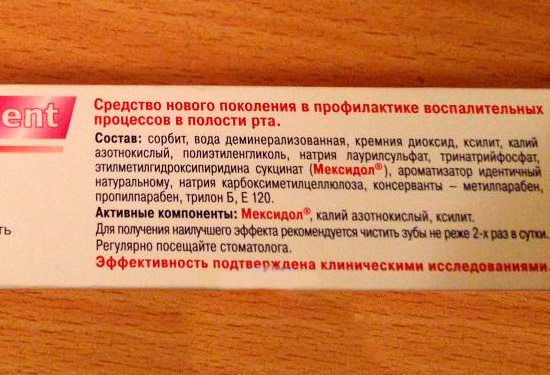 ent
Средство нового поколения в профилактике воспалительных
процессов в полости рта.
Состав: сорбит, вода деминерализованная, кремния диоксид, ксилит, калий
азотнокислый, полиэтиленгликоль, натрия лаурилсульфат, тринатрийфосфат,
этилметилгидроксипиридина сукцинат (Мексидол®), ароматизатор идентичный
натуральному, натрия карбоксиметилцеллюлоза, консерванты – метилпарабен,
пропилпарабен, трилон Б, Е 120.
Активные компоненты: Мексидол®, калий азотнокислый, ксилит.
ть
Для получения наилучшего эффекта рекомендуется чистить зубы не реже 2-х раз в сутки.
Регулярно посещайте стоматолога.
Эффективность подтверждена клиническими исследованиями